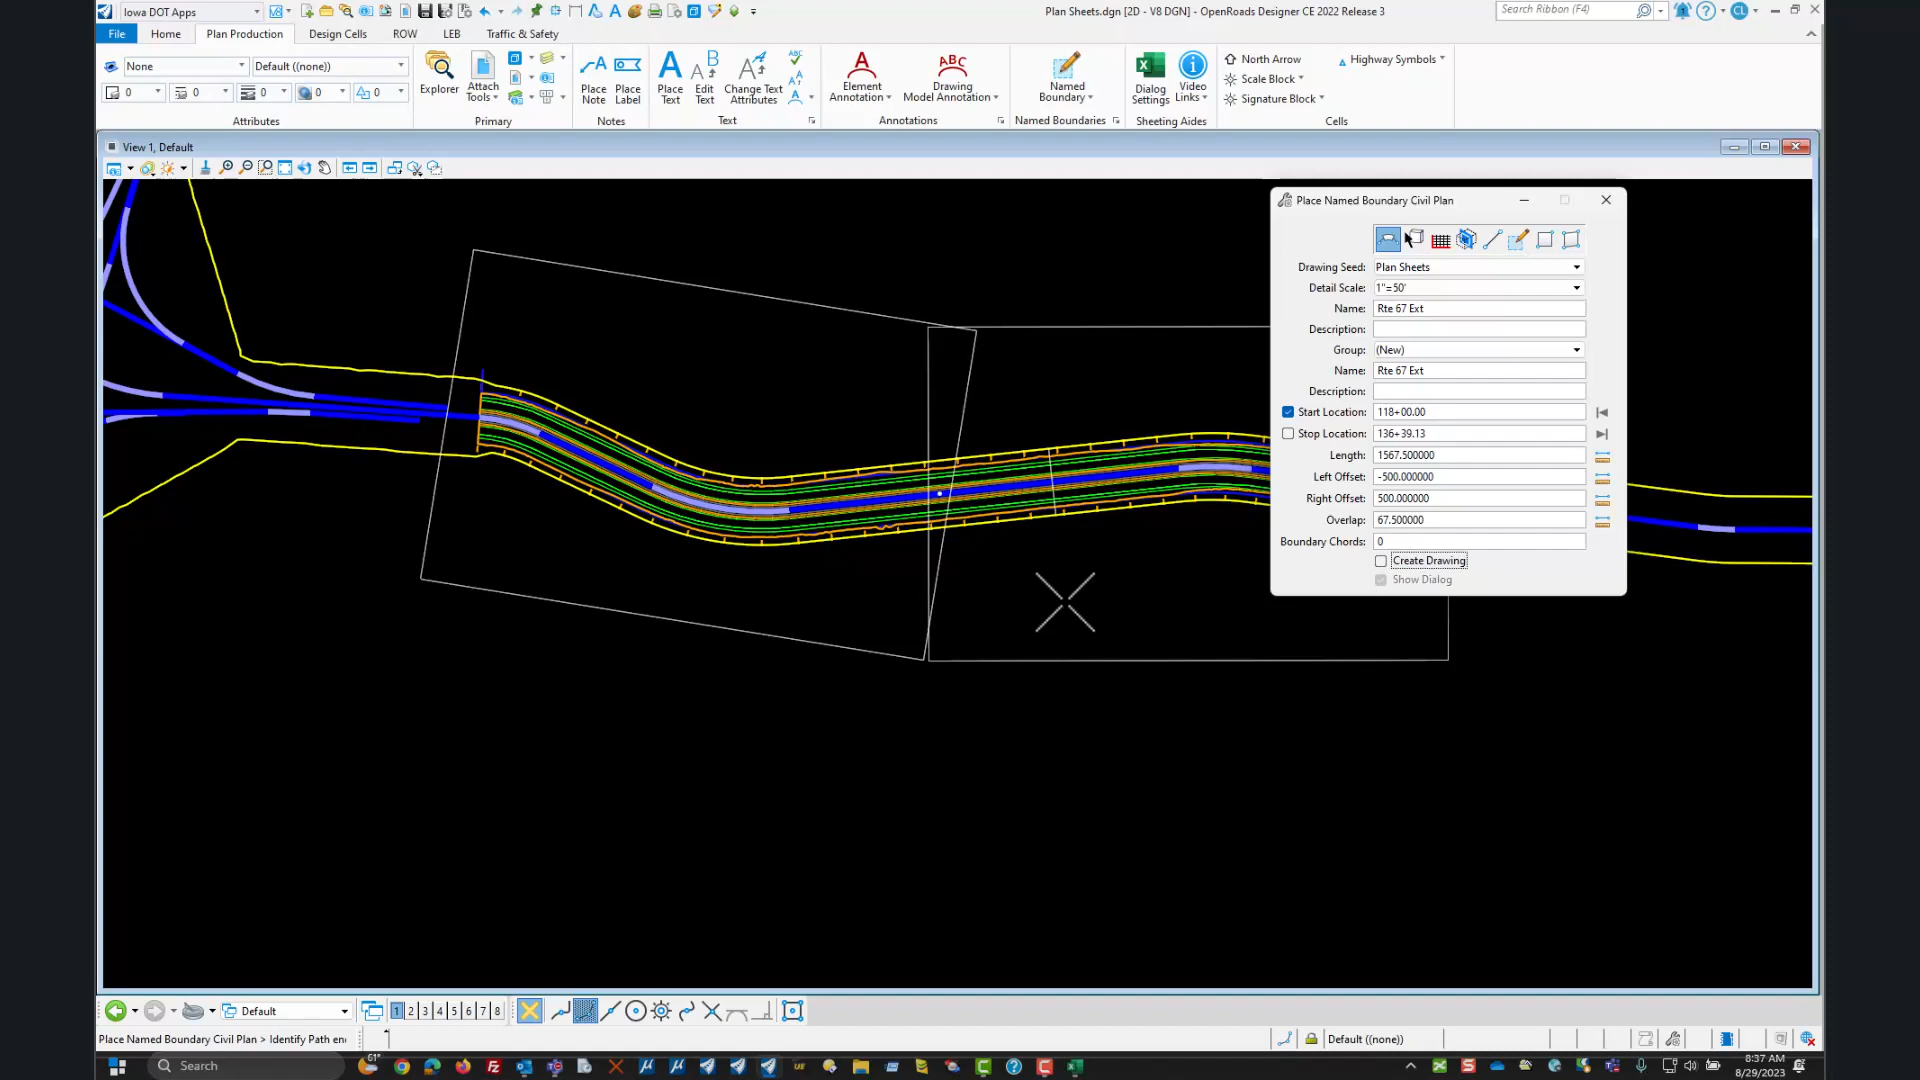 Iowa DOT Apps
Plan Sheets.dgn [2D - V8 DGN] - OpenRoads Designer CE 2022 Release 3
Search Ribbon (F4)
CL
File Home Plan Production Design Cells ROW LEB Traffic & Safety
None Default ((none))
0 0 0 0 0
Attributes
Explorer
Attach Tools
Primary
Place Note
Place Label
Notes
Place Text
Edit Text
Change Text Attributes
Text
Element Annotation
Drawing Model Annotation
Annotations
Named Boundary
Named Boundaries
Dialog Settings
Video Links
Sheeting Aides
North Arrow
Scale Block
Signature Block
Highway Symbols
Cells
View 1, Default
Place Named Boundary Civil Plan
Drawing Seed: Plan Sheets
Detail Scale: 1"=50'
Name: Rte 67 Ext
Description:
Group: (New)
Name: Rte 67 Ext
Description:
Start Location: 118+00.00
Stop Location: 136+39.13
Length: 1567.500000
Left Offset: -500.000000
Right Offset: 500.000000
Overlap: 67.500000
Boundary Chords: 0
Create Drawing
Show Dialog
Default
1 2 3 4 5 6 7 8
Place Named Boundary Civil Plan > Identify Path en
Default ((none))
Search
61°
8:37 AM
8/29/2023